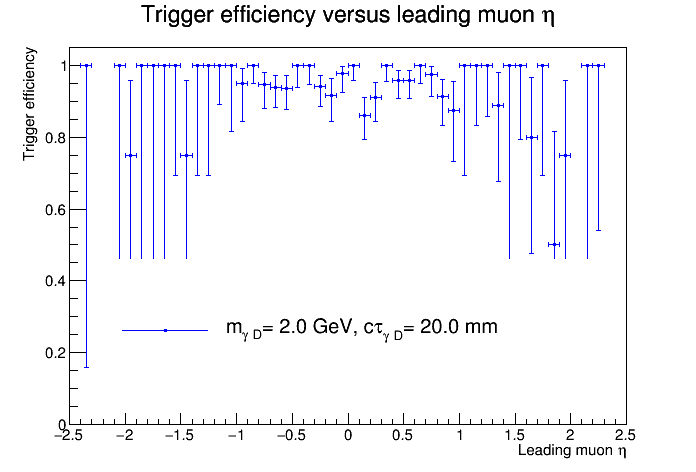 Trigger efficiency versus leading muon η
Trigger efficiency
1
0.8
0.6
0.4
0.2
0
m_γ D= 2.0 GeV, cτ_γ D= 20.0 mm
−2.5 −2 −1.5 −1 −0.5 0 0.5 1 1.5 2 2.5
Leading muon η